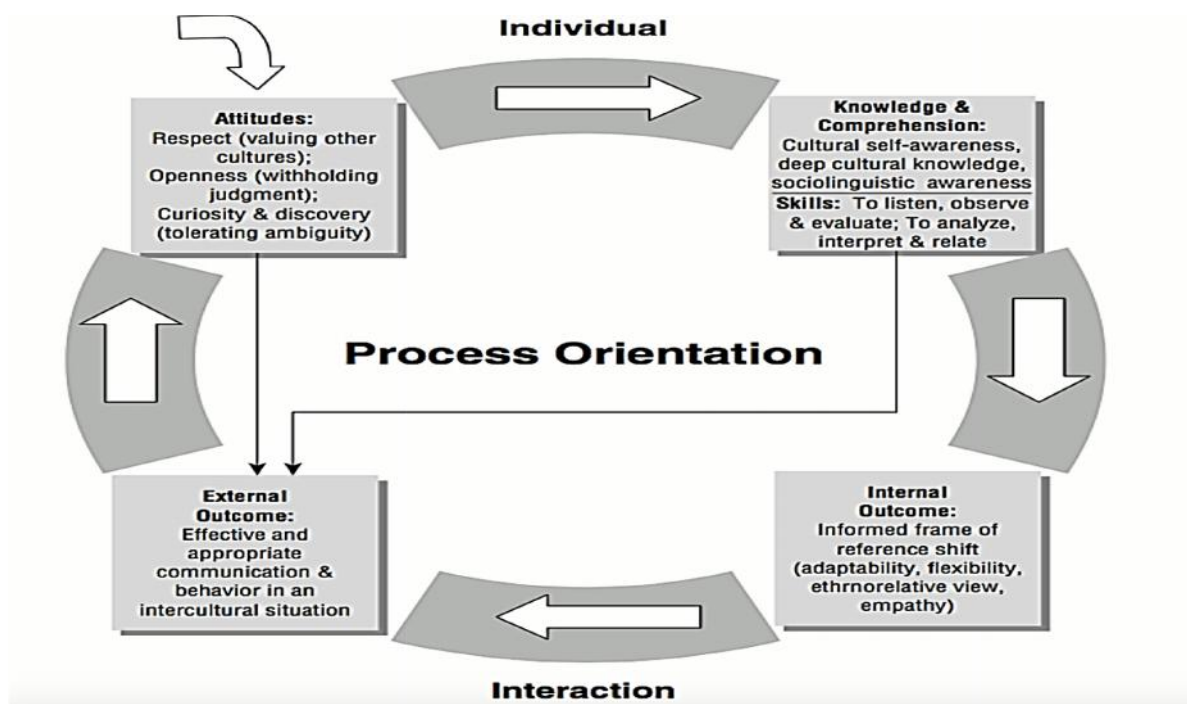 Individual
Attitudes:
Respect (valuing other
cultures);
Openness (withholding
judgment);
Curiosity & discovery
(tolerating ambiguity)
Knowledge &
Comprehension:
Cultural self-awareness,
deep cultural knowledge,
sociolinguistic awareness
Skills: To listen, observe
& evaluate; To analyze,
interpret & relate
Process Orientation
External
Outcome:
Effective and
appropriate
communication &
behavior in an
intercultural situation
Internal
Outcome:
Informed frame of
reference shift
(adaptability, flexibility,
ethrnorelative view,
empathy)
Interaction